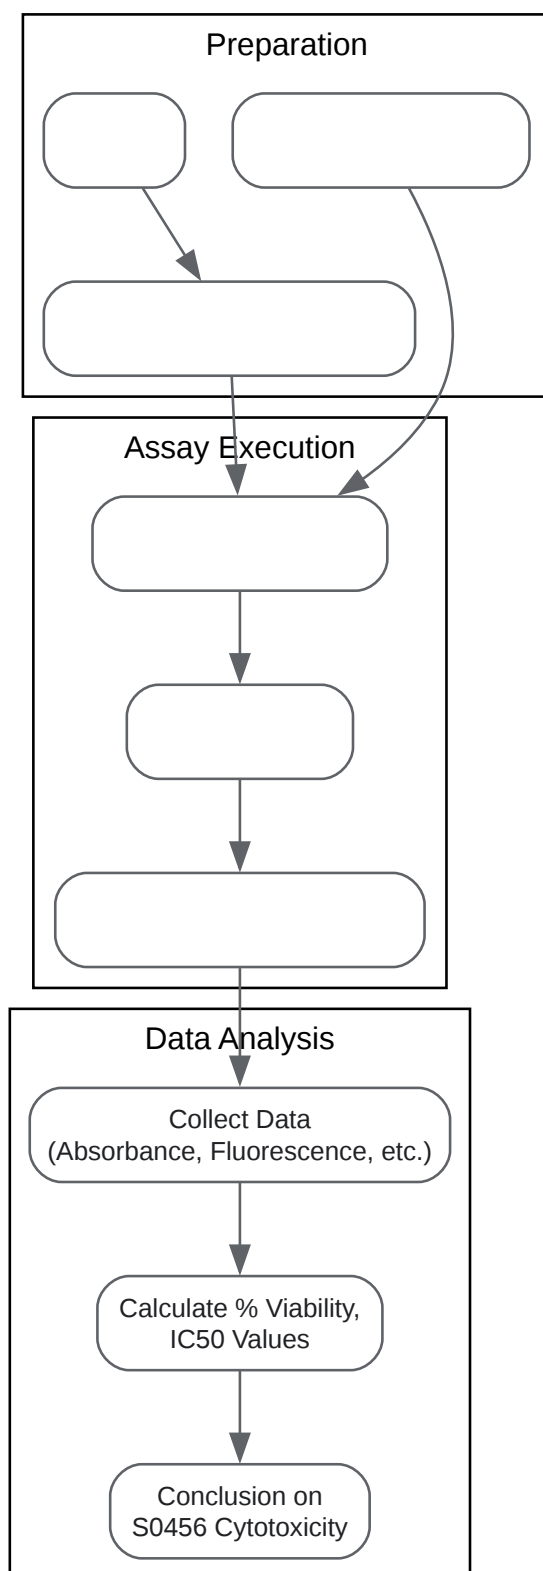 Preparation
Assay Execution
Data Analysis
Collect Data
(Absorbance, Fluorescence, etc.)
Calculate % Viability,
IC50 Values
Conclusion on
S0456 Cytotoxicity